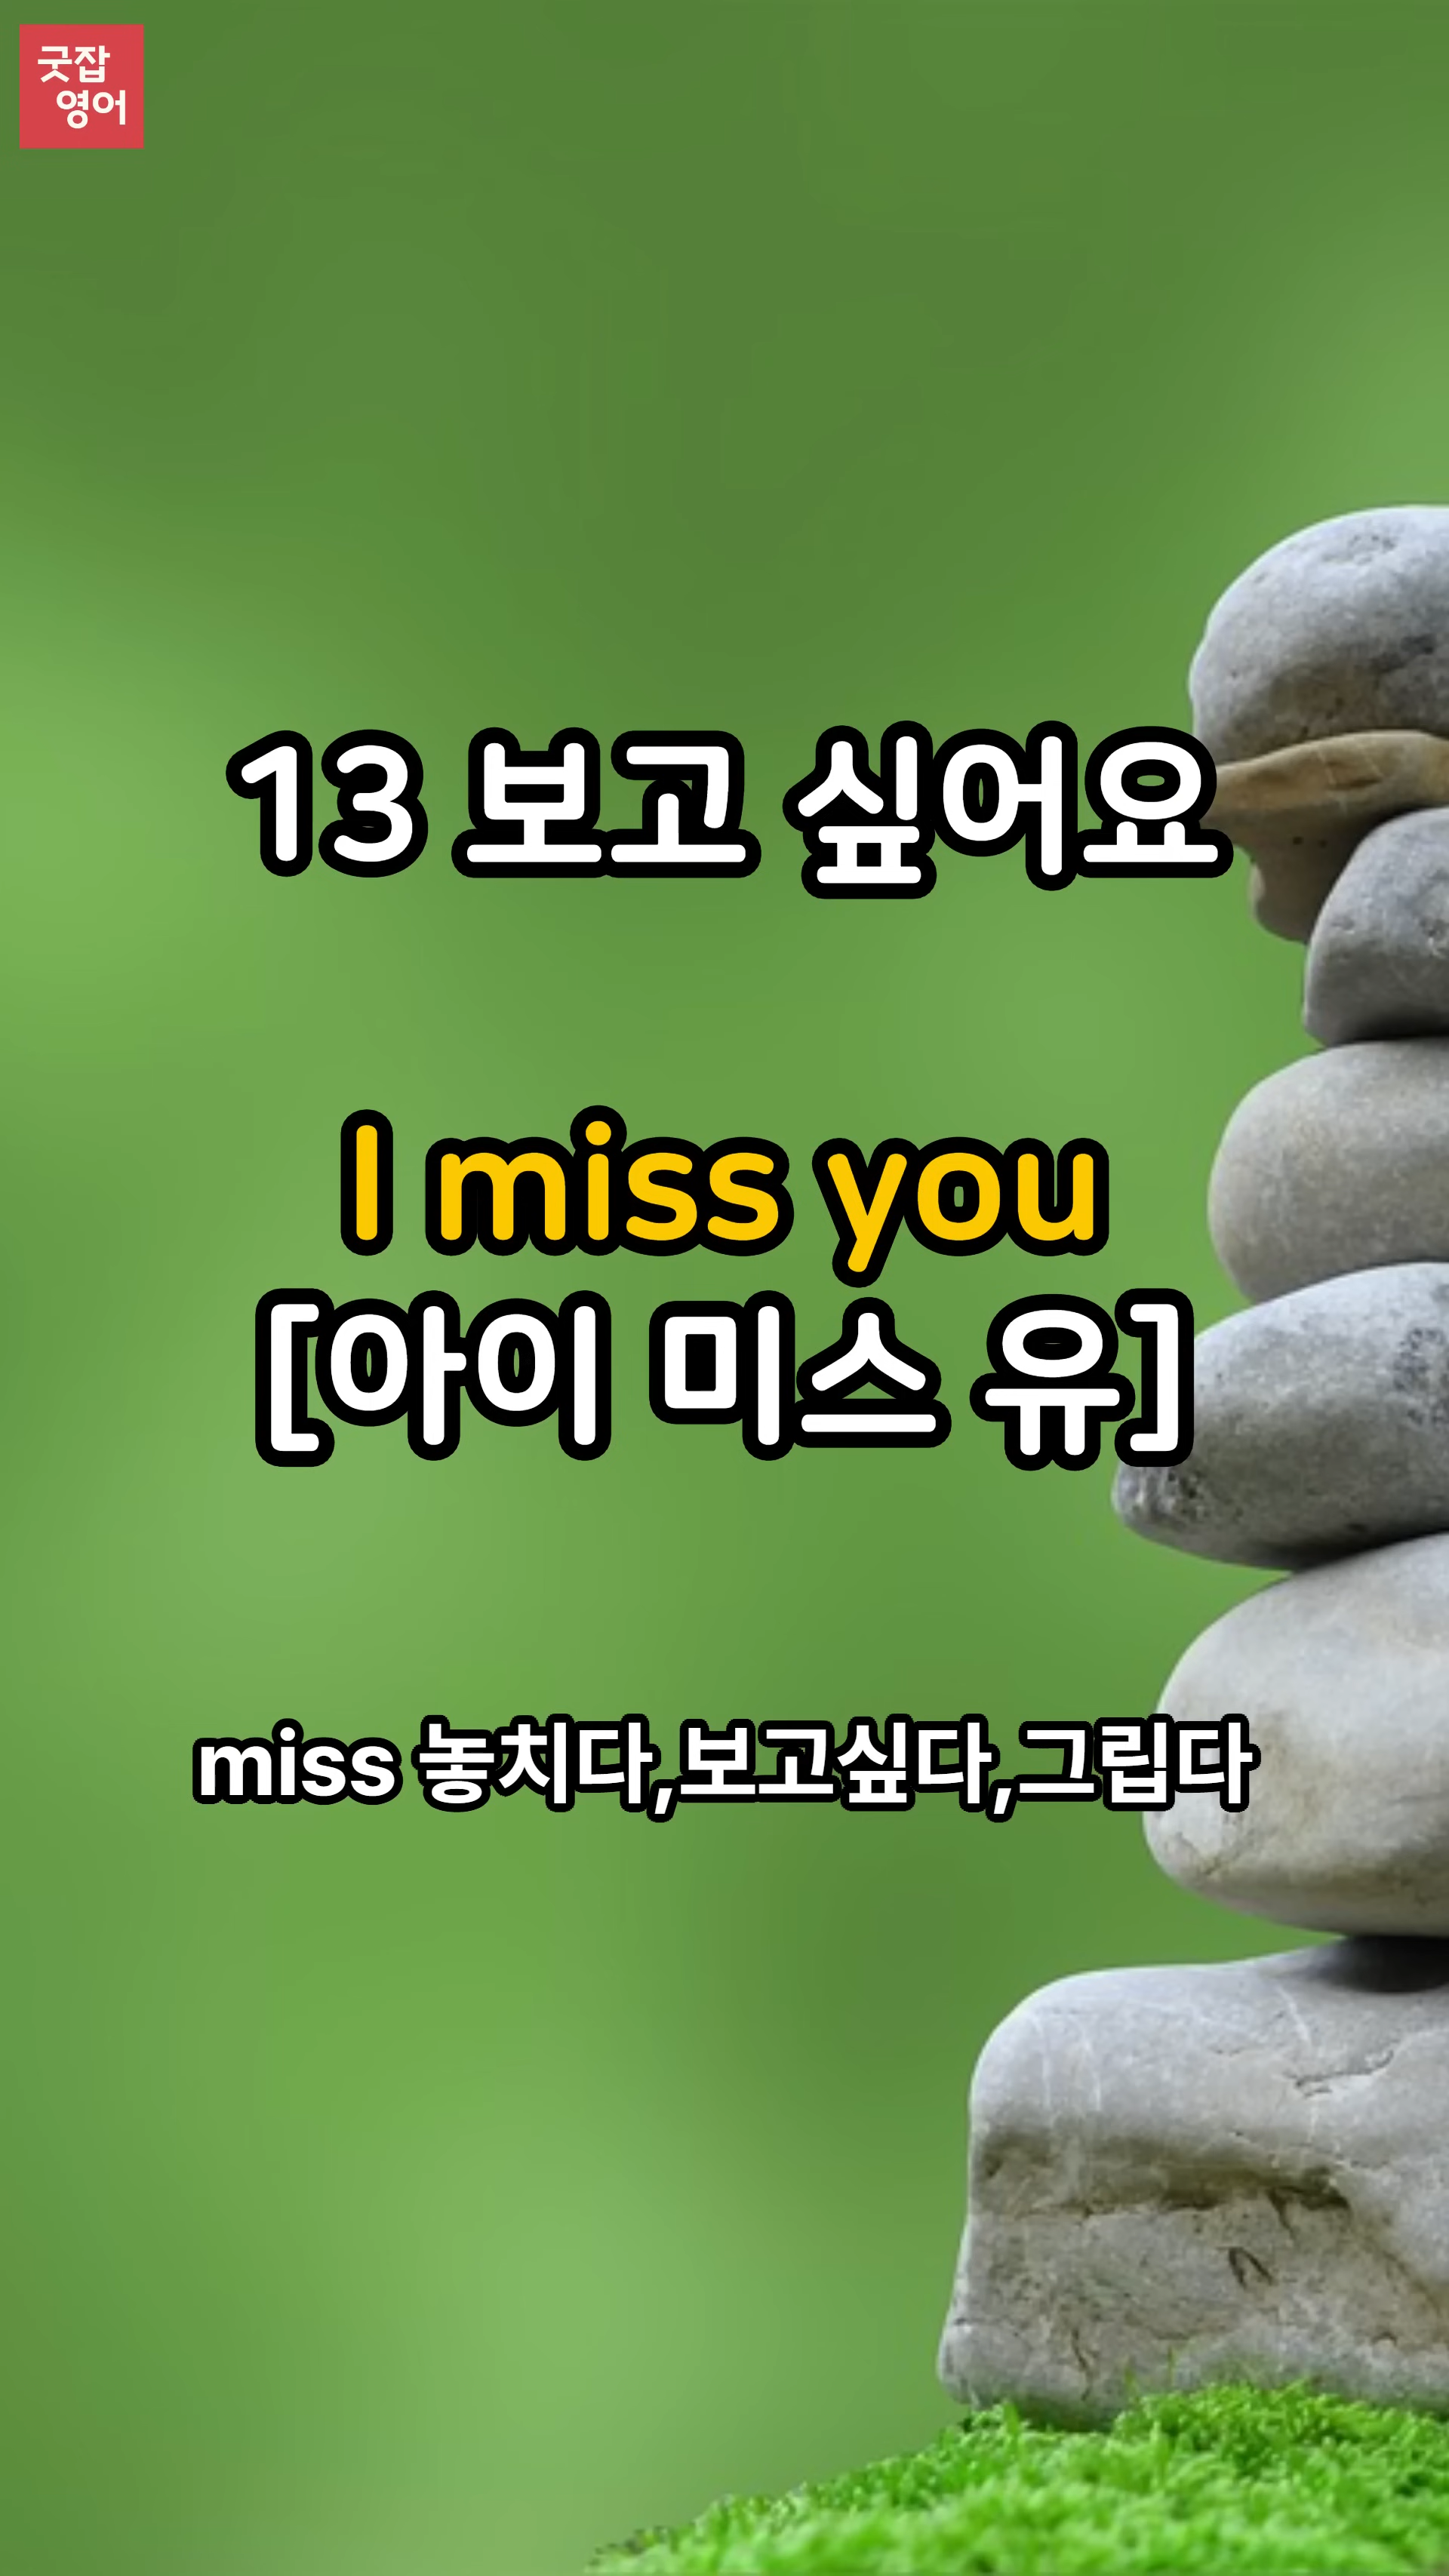 굿잡
영어
13 보고 싶어요
I miss you
[아이 미스 유]
miss 놓치다,보고싶다,그립다